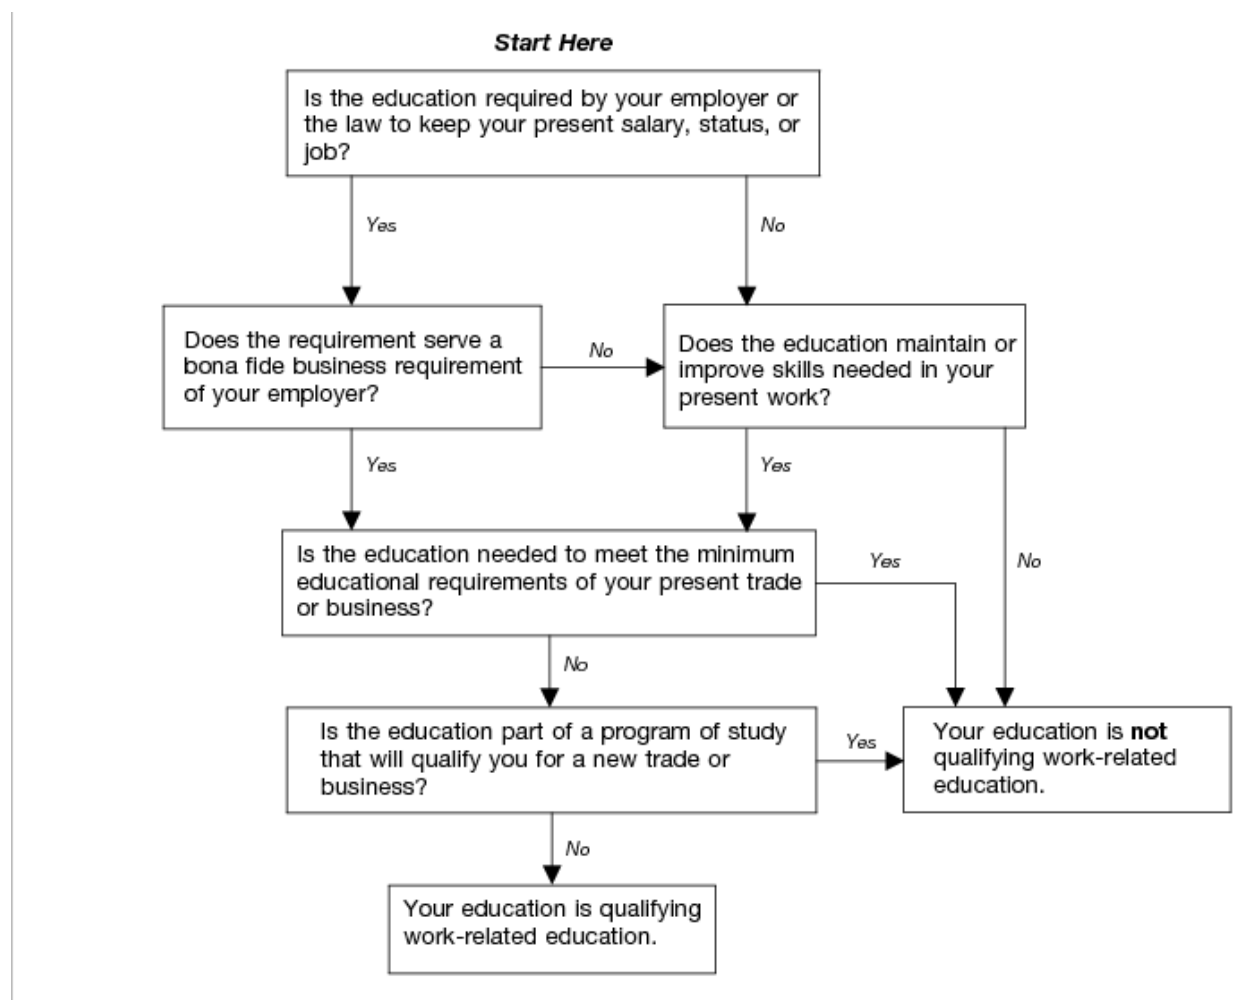 Start Here
Is the education required by your employer or
the law to keep your present salary, status, or
job?
Yes
No
Does the requirement serve a
bona fide business requirement
of your employer?
No
Does the education maintain or
improve skills needed in your
present work?
Yes
Yes
Is the education needed to meet the minimum
educational requirements of your present trade
or business?
Yes
No
No
Is the education part of a program of study
that will qualify you for a new trade or
business?
Yes
Your education is not
qualifying work-related
education.
No
Your education is qualifying
work-related education.